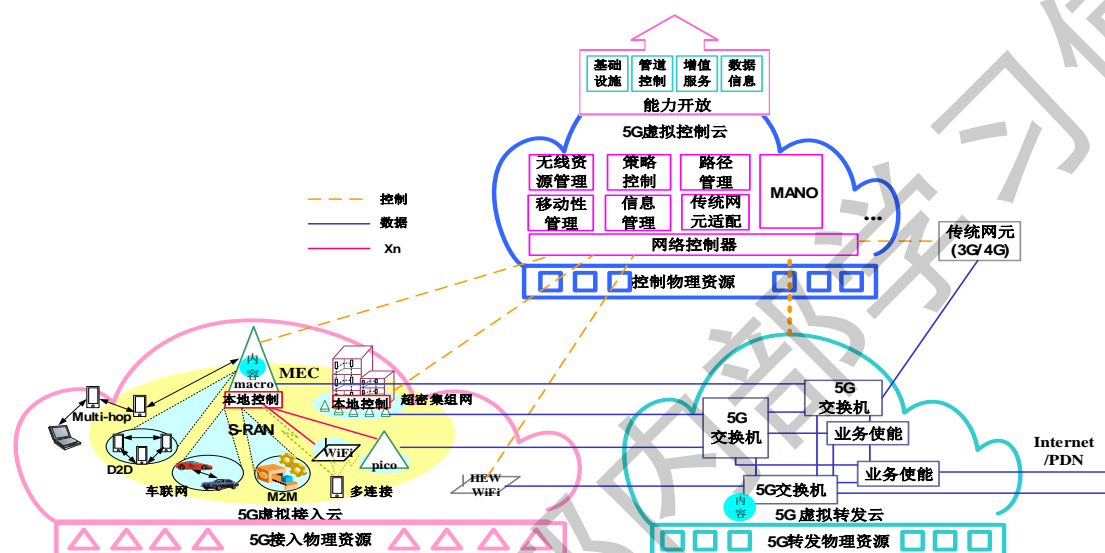 基础
设施
管道
控制
增值
服务
数据
信息
能力开放
5G虚拟控制云
无线资
源管理
策略
控制
路径
管理
MANO
移动性
管理
信息
管理
传统网
元适配
...
网络控制器
控制物理资源
控制
数据
Xn
传统网元
(3G/4G)
内容
macro
MEC
本地控制
本地控制
超密集组网
Multi-hop
S-RAN
D2D
车联网
M2M
WiFi
pico
多连接
5G虚拟接入云
5G接入物理资源
HEW
WiFi
5G
交换机
5G
交换机
业务使能
业务使能
5G交换机
内容
5G虚拟转发云
5G转发物理资源
Internet
/PDN
内部学习